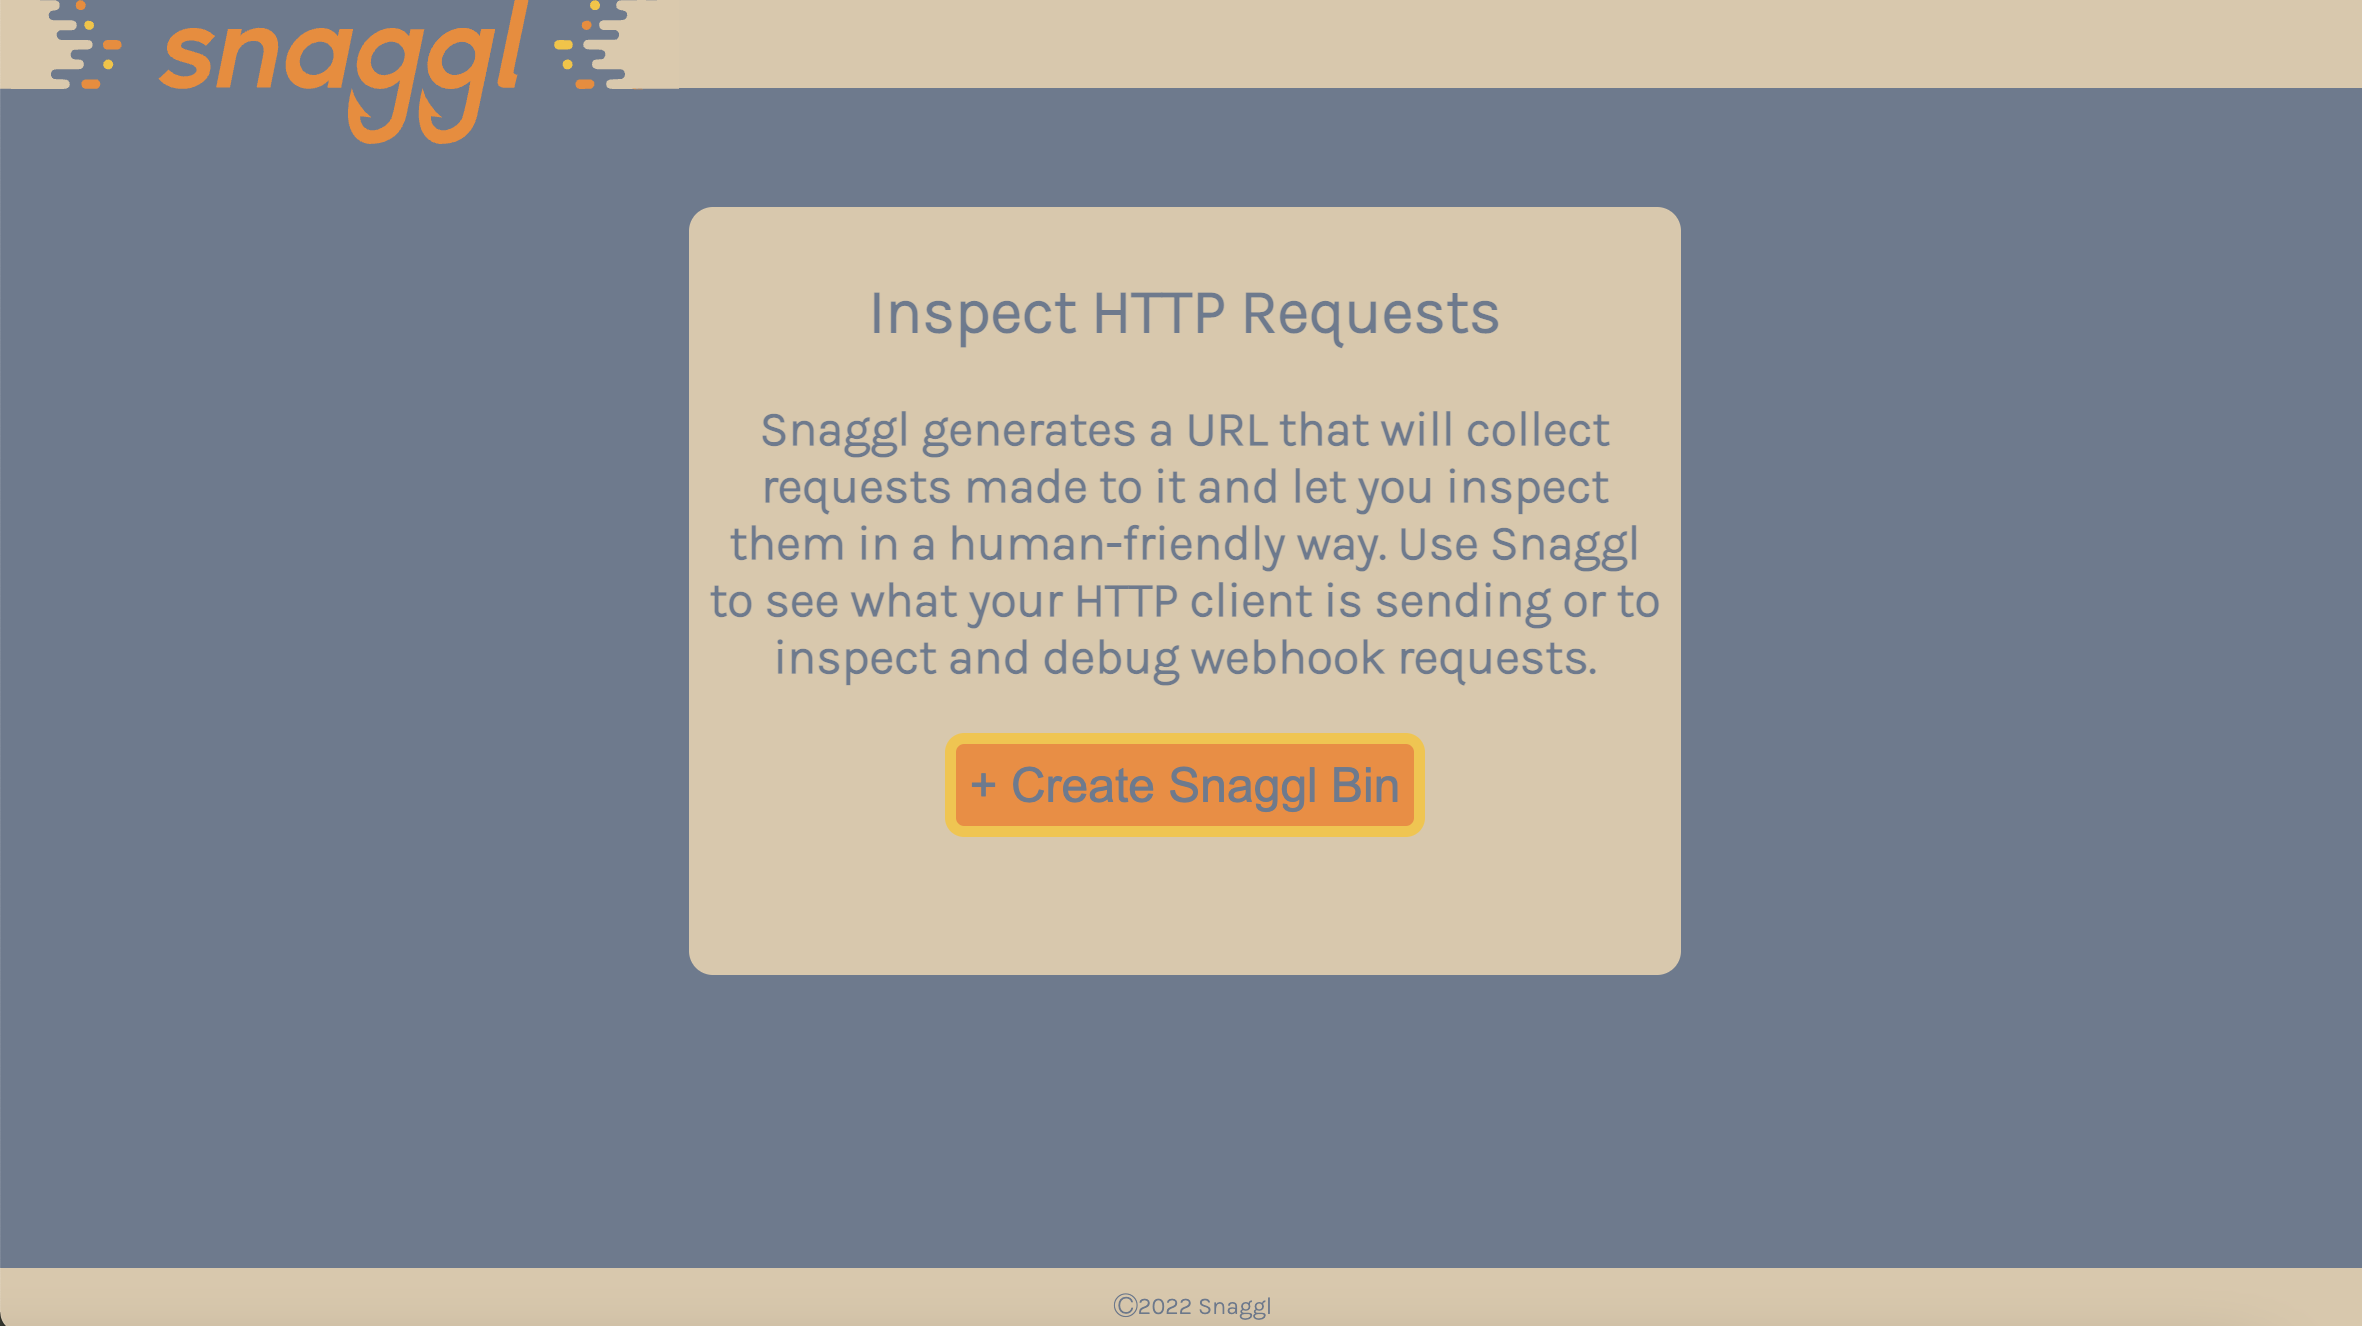 snaggl
Inspect HTTP Requests
Snaggl generates a URL that will collect
requests made to it and let you inspect
them in a human-friendly way. Use Snaggl
to see what your HTTP client is sending or to
inspect and debug webhook requests.
+ Create Snaggl Bin
©2022 Snaggl